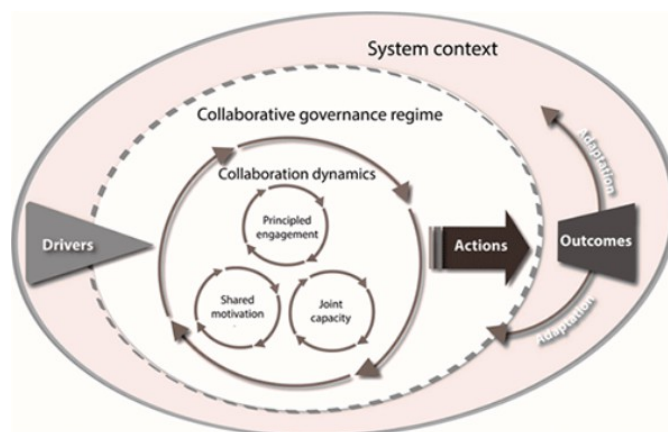 System context
Collaborative governance regime
Adaptation
Collaboration dynamics
Principled
engagement
Drivers
Actions
Outcomes
Shared
motivation
Joint
capacity
Adaptation